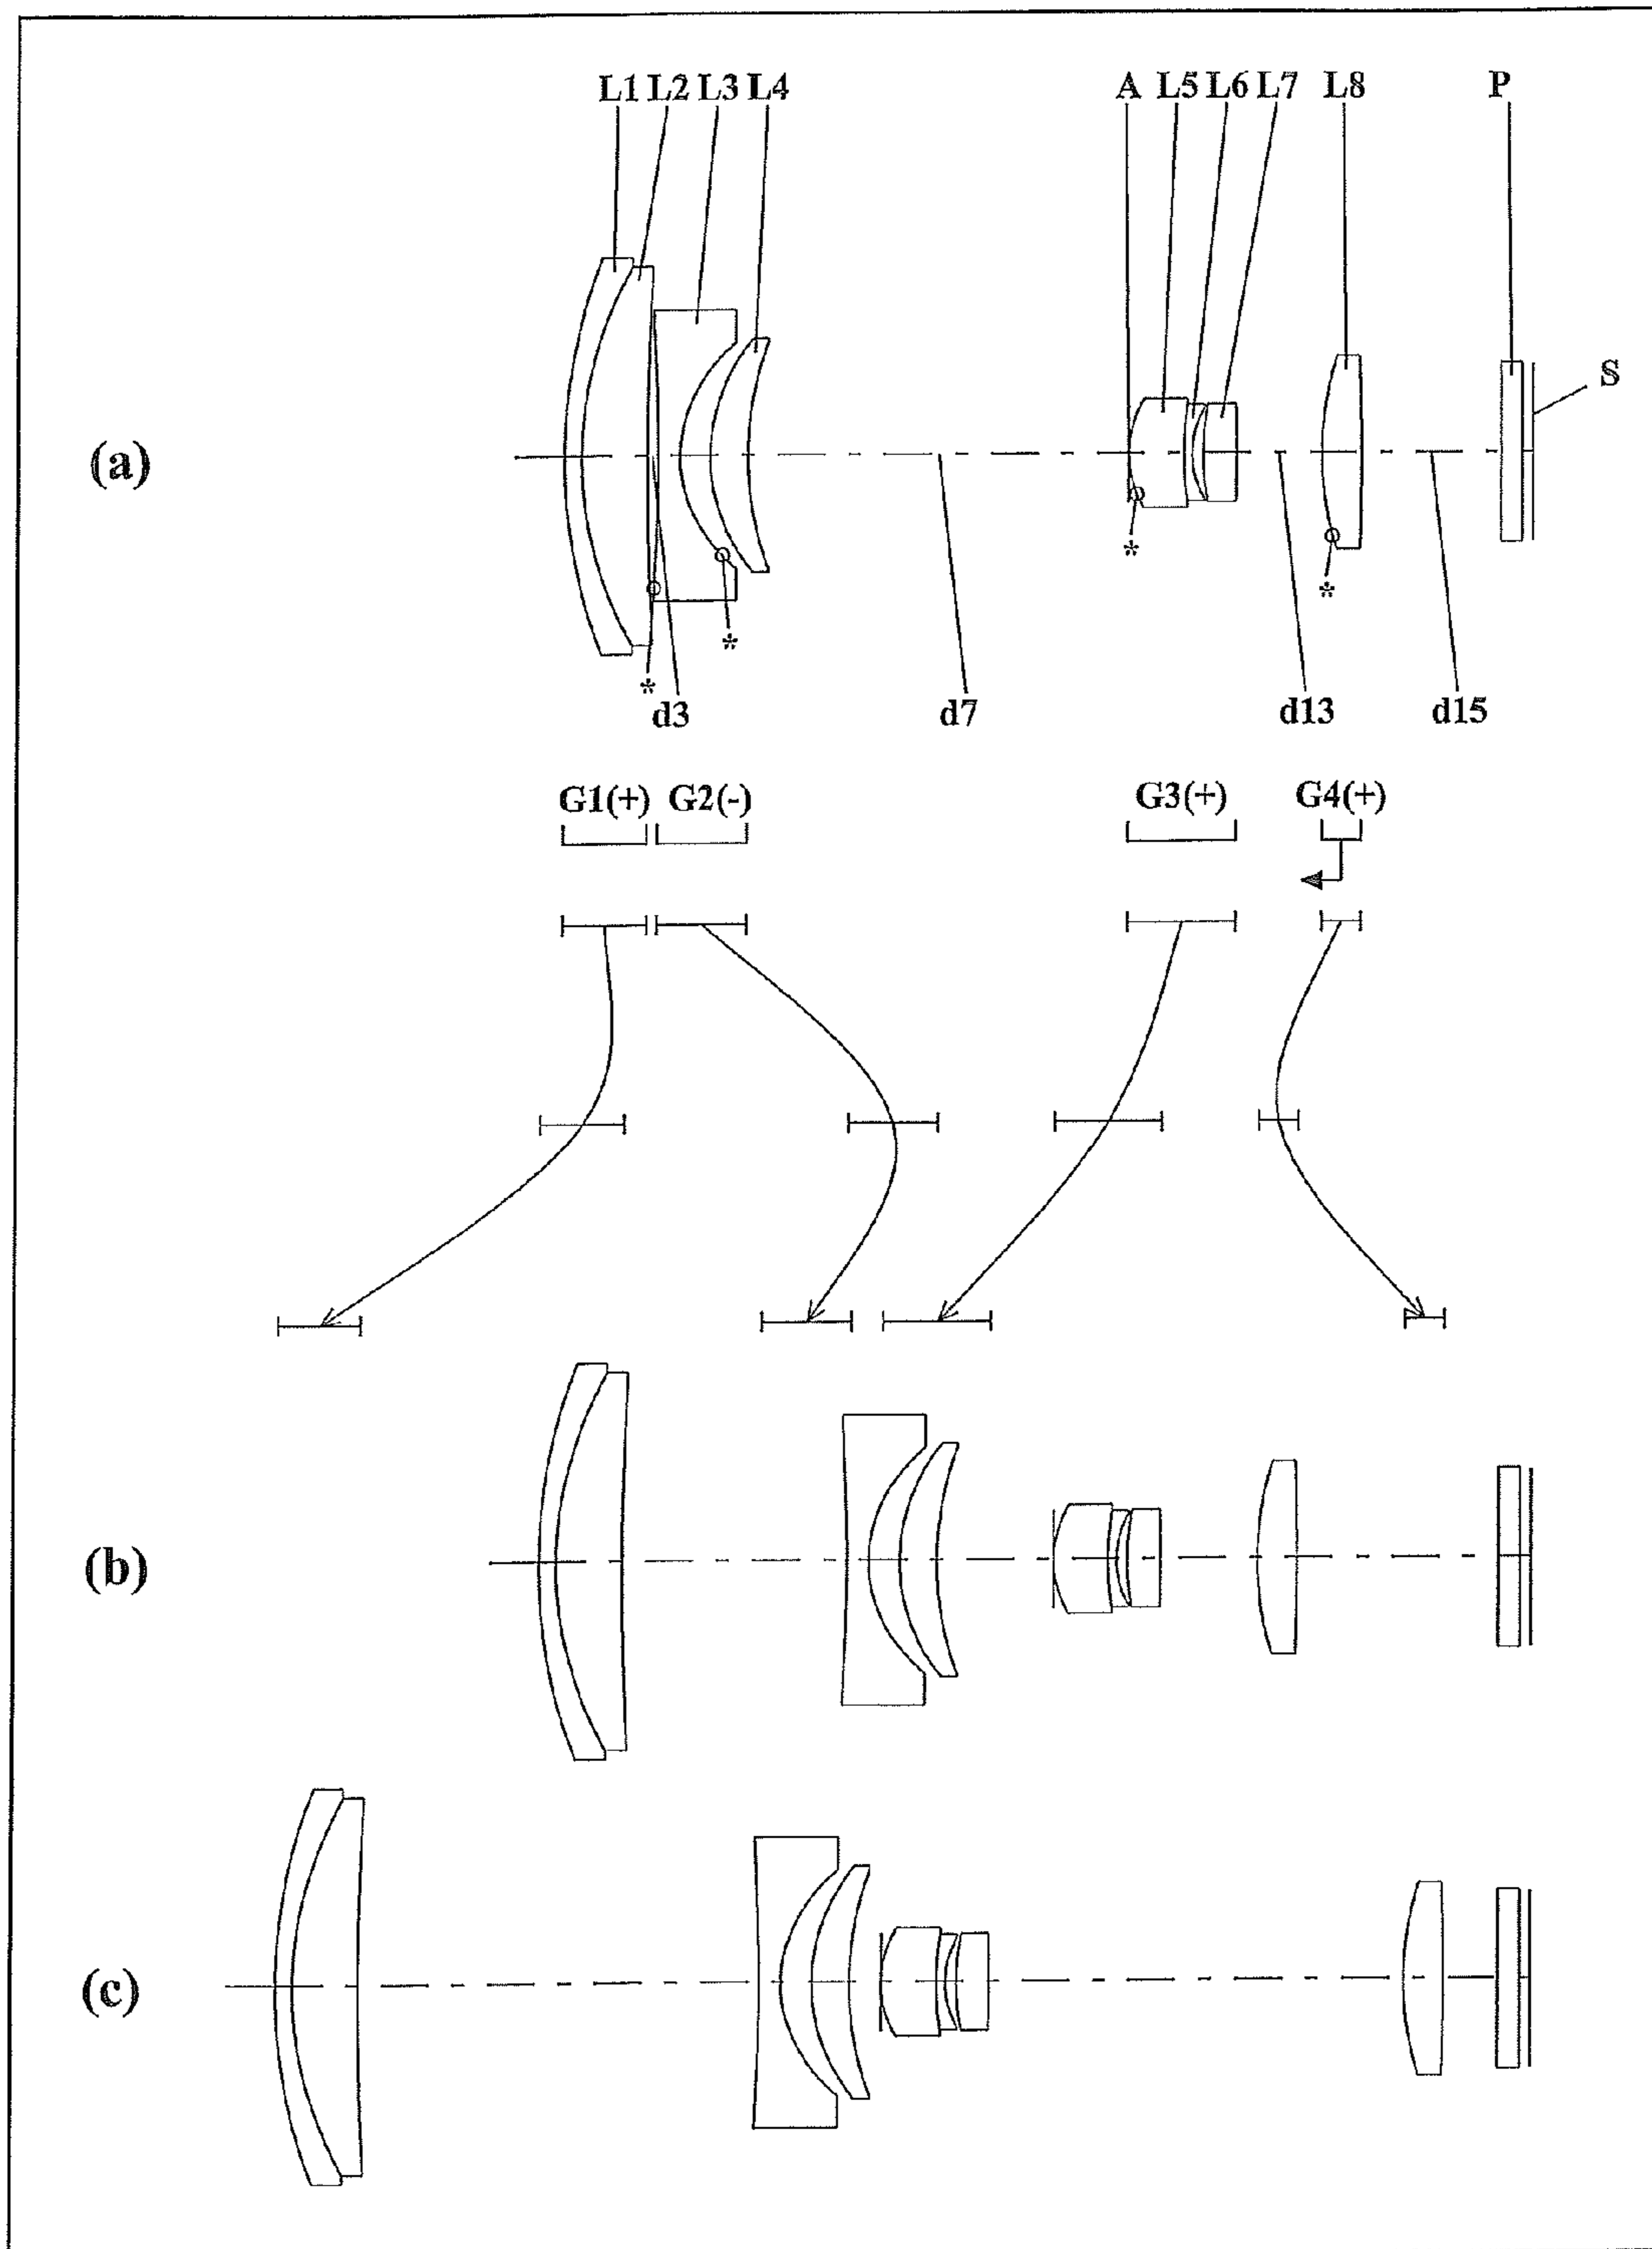 L1 L2 L3 L4 A L5 L6 L7 L8 P
S
(a)
* * * *
d3 d7 d13 d15
G1(+) G2(-) G3(+) G4(+)
(b)
(c)